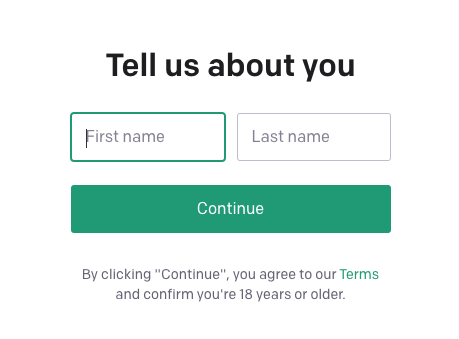 Tell us about you
First name Last name
Continue
By clicking "Continue", you agree to our Terms
and confirm you're 18 years or older.